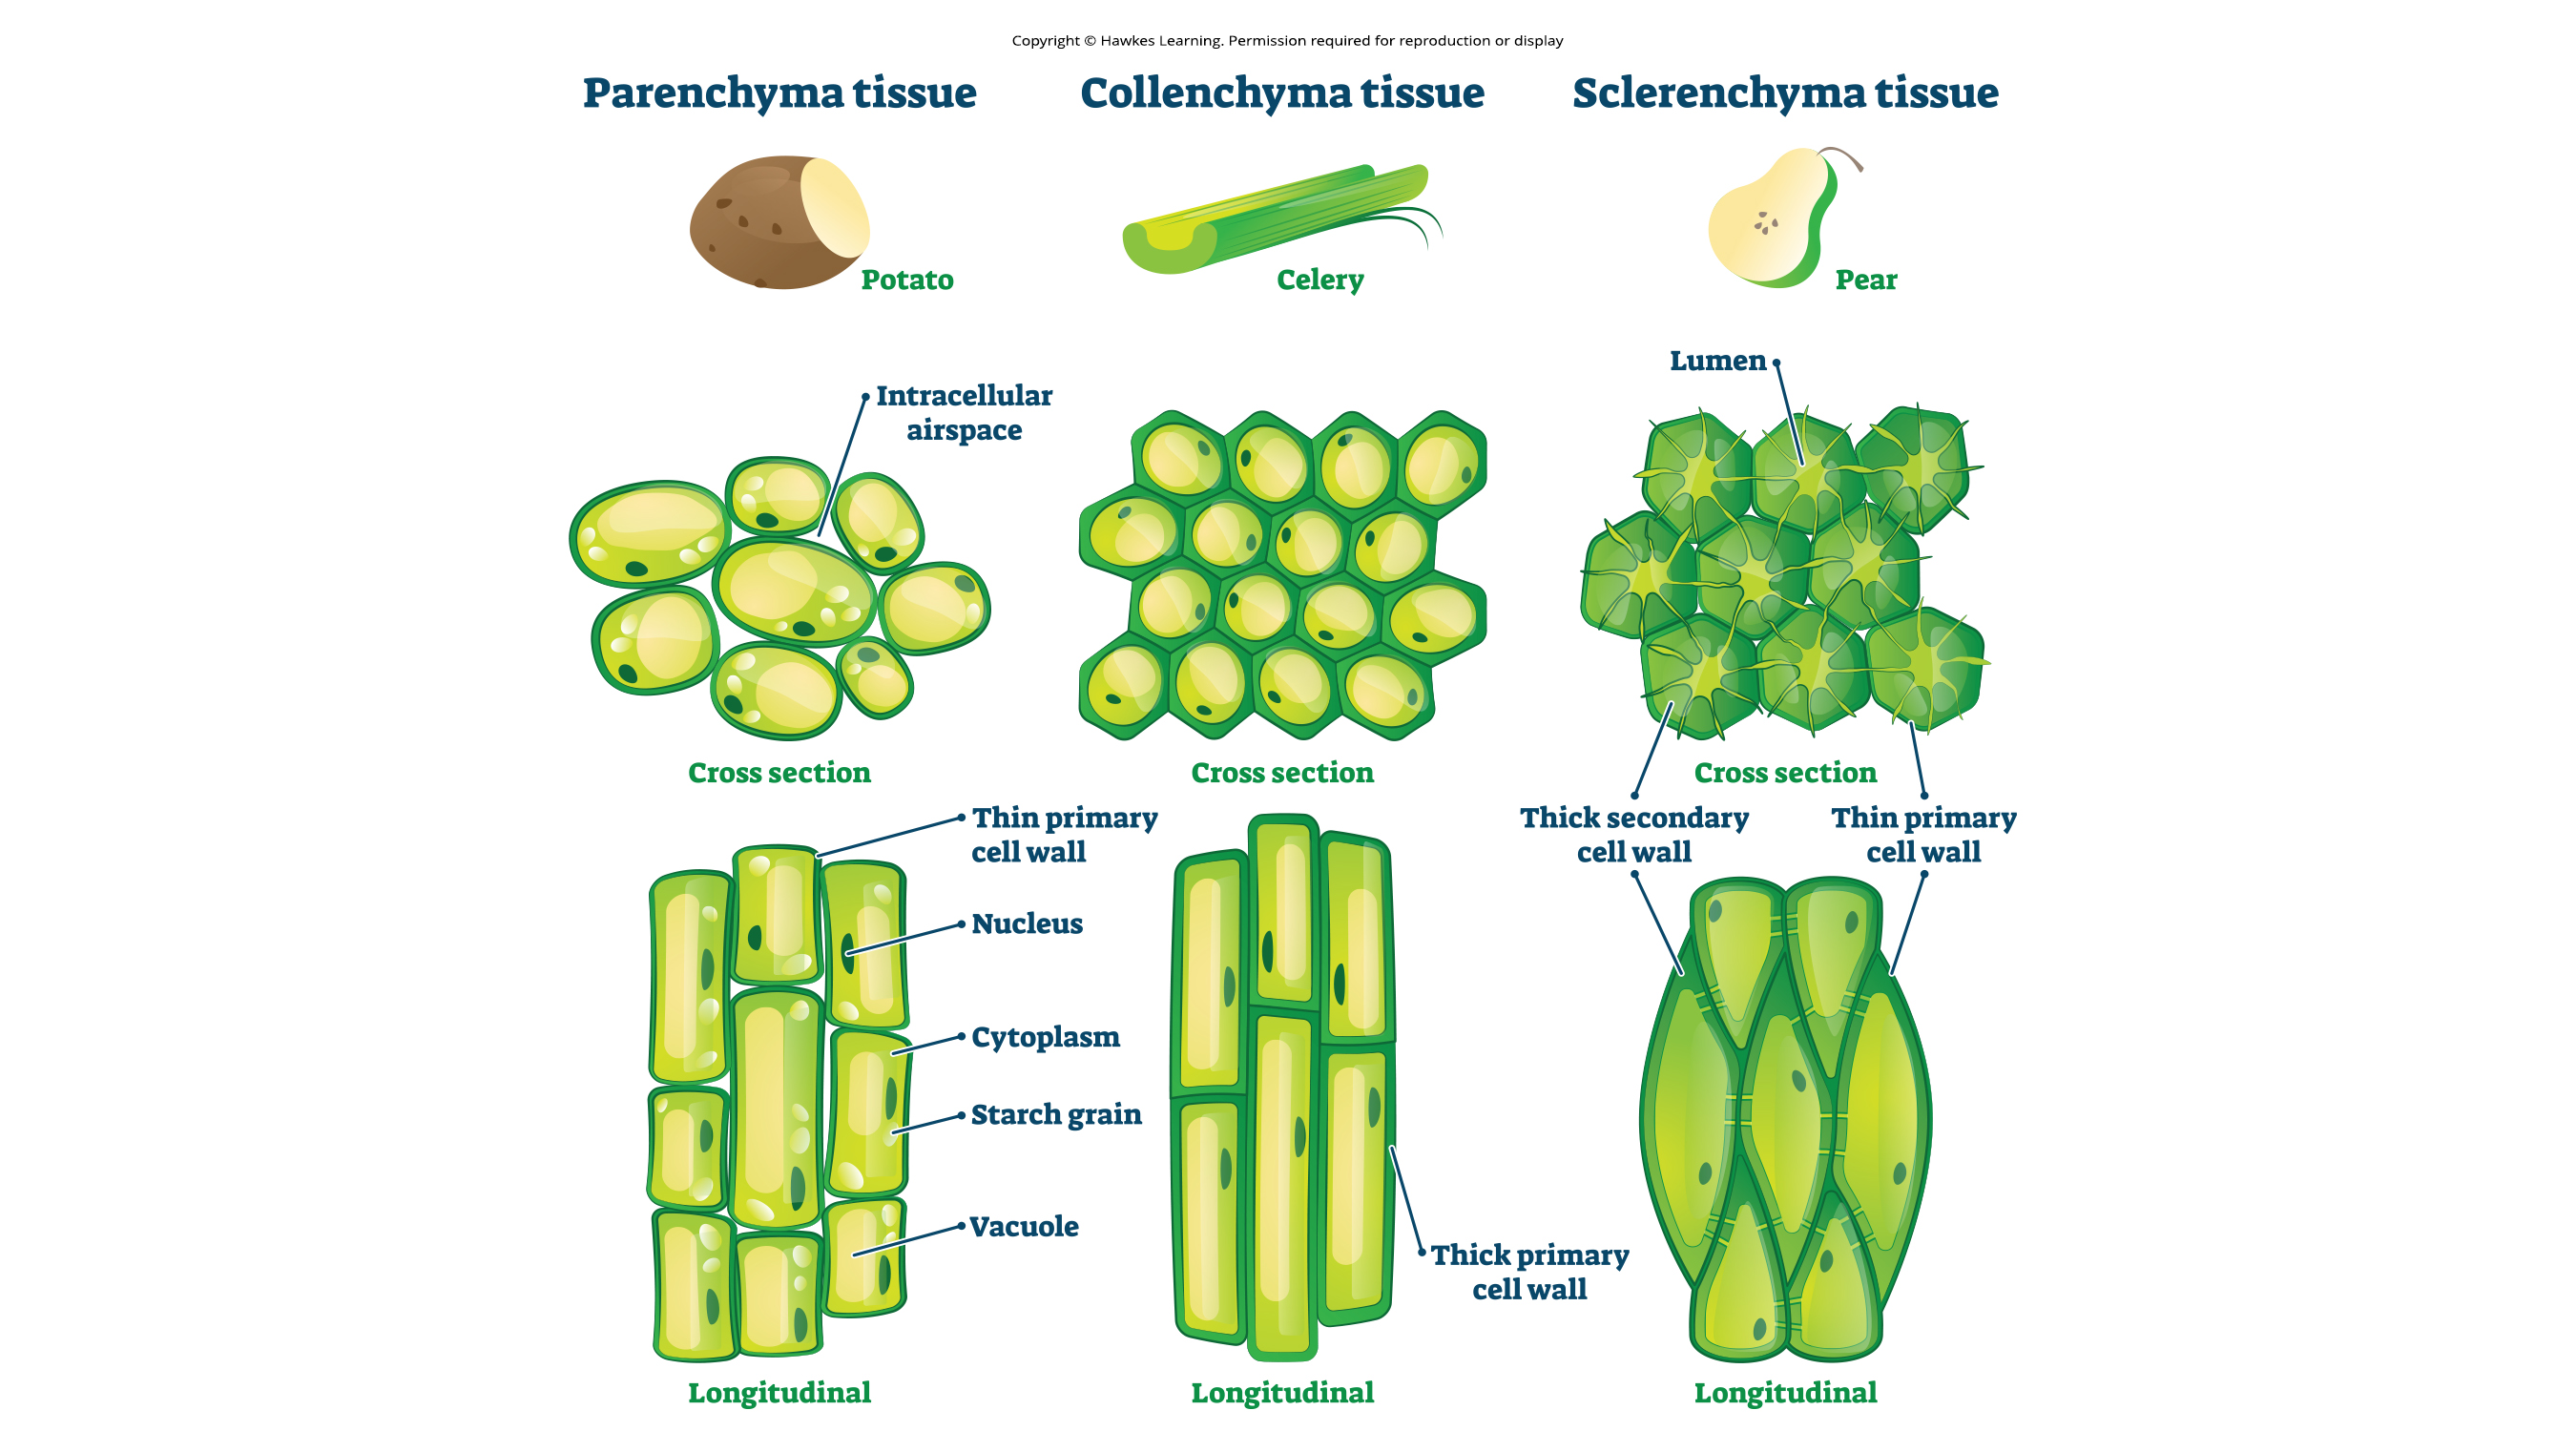 Copyright © Hawkes Learning. Permission required for reproduction or display
Parenchyma tissue
Collenchyma tissue
Sclerenchyma tissue
Potato
Celery
Pear
Lumen
Intracellular
airspace
Cross section
Cross section
Cross section
Thin primary
cell wall
Thick secondary
cell wall
Thin primary
cell wall
Nucleus
Cytoplasm
Starch grain
Vacuole
Thick primary
cell wall
Longitudinal
Longitudinal
Longitudinal